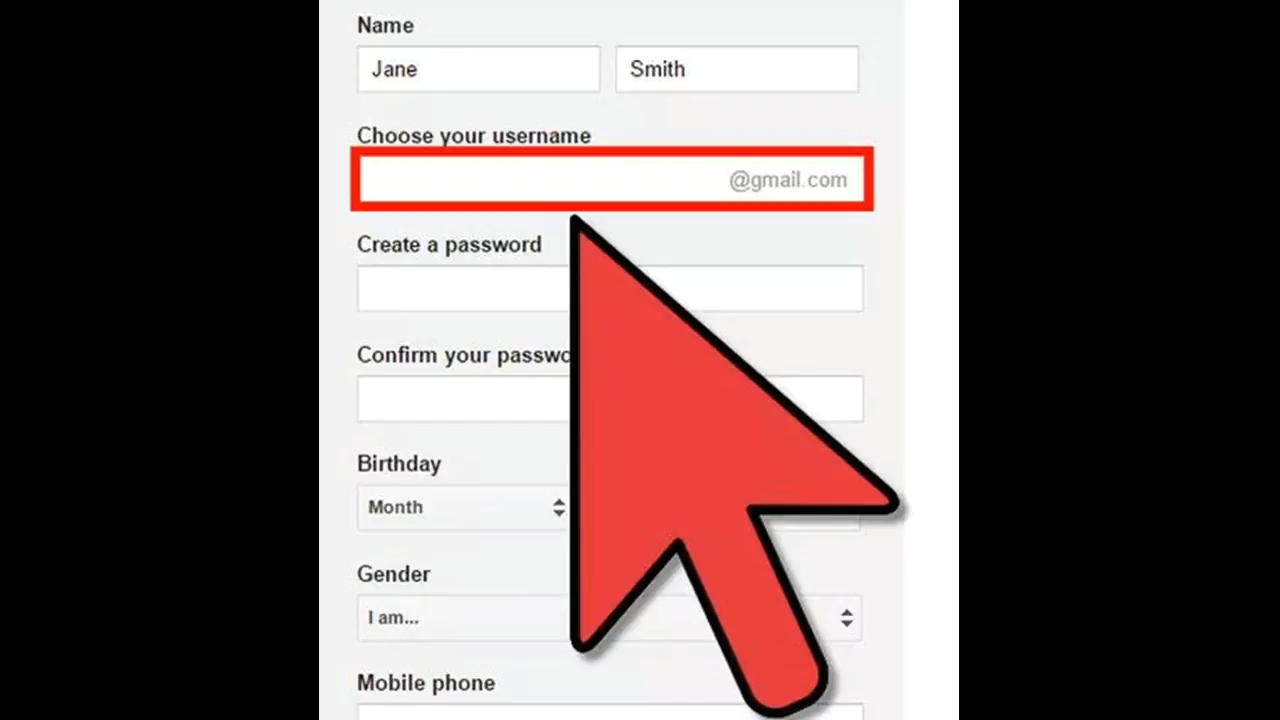 Name
Jane Smith
Choose your username
@gmail.com
Create a password
Confirm your passwo
Birthday
Month
Gender
I am...
Mobile phone